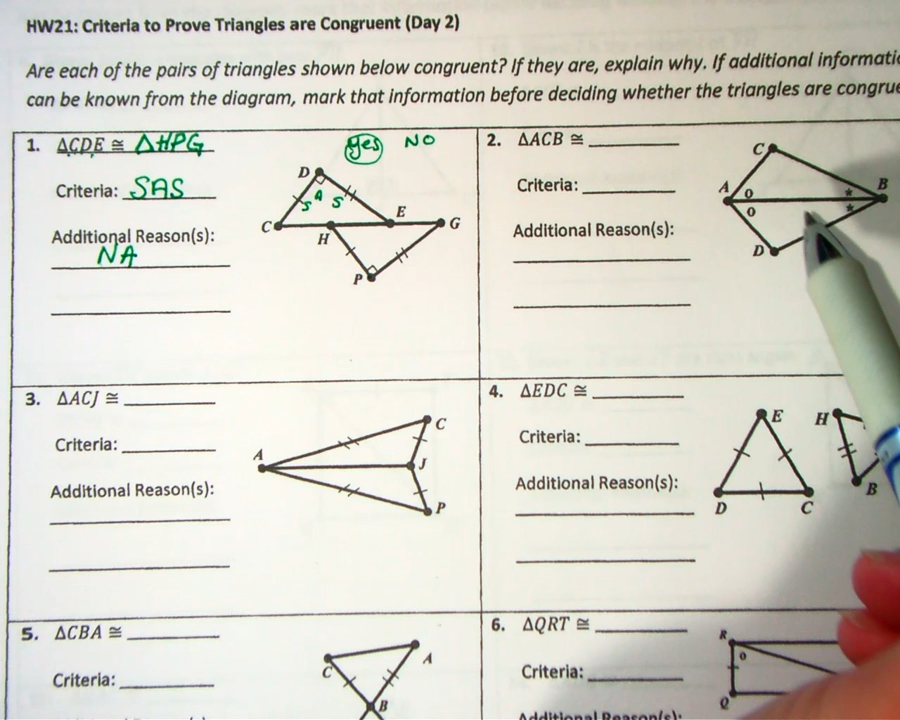 HW21: Criteria to Prove Triangles are Congruent (Day 2)
Are each of the pairs of triangles shown below congruent? If they are, explain why. If additional
can be known from the diagram, mark that information before deciding whether the triangles are
1. ΔCDE ≅ ΔHPG
yes NO
Criteria: SAS
Additional Reason(s):
NA
D
S A S
C
H
E
G
P
2. ΔACB ≅
Criteria:
Additional Reason(s):
C
A
B
D
3. ΔACJ ≅
Criteria:
Additional Reason(s):
A
C
J
P
4. ΔEDC ≅
Criteria:
Additional Reason(s):
E
D
C
H
B
5. ΔCBA ≅
Criteria:
C
A
B
6. ΔQRT ≅
Criteria:
Additional Reason(s):
R
Q